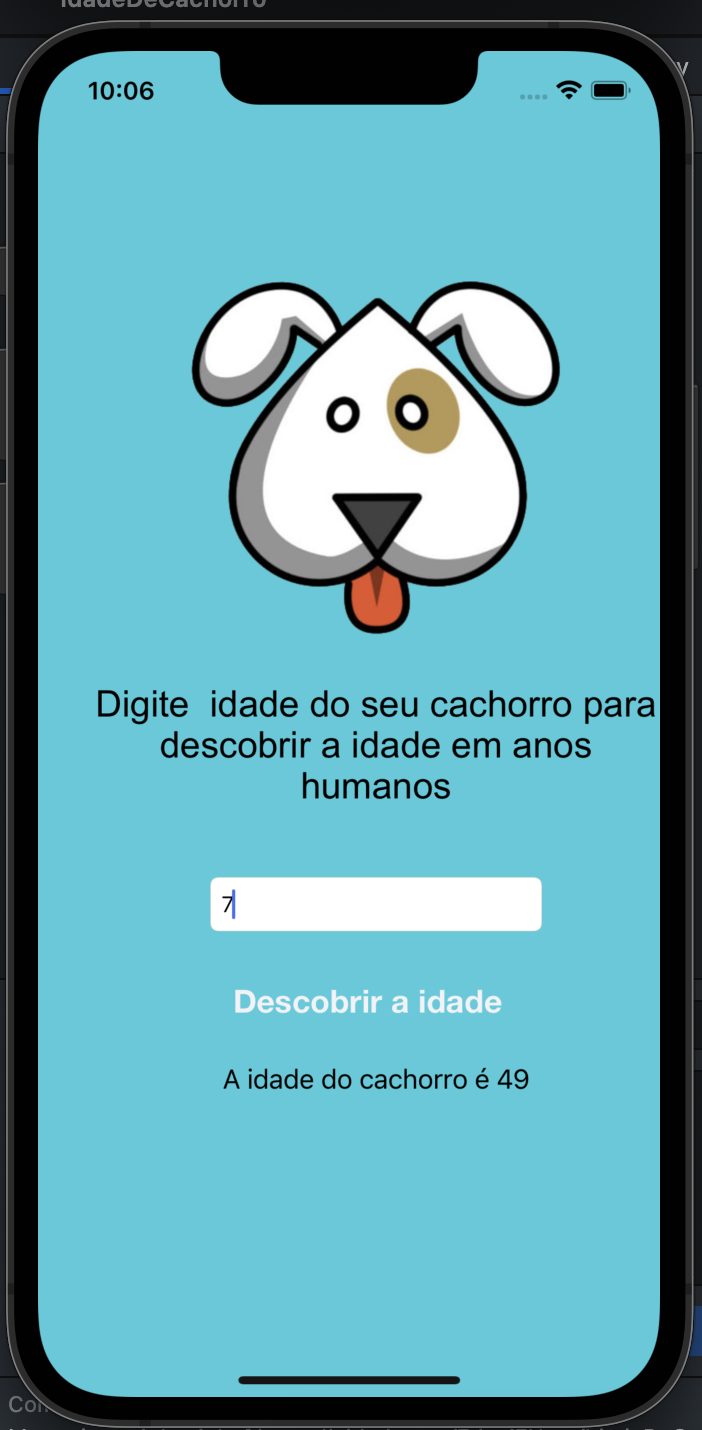 IdadeDeCachorro
10:06
Digite  idade do seu cachorro para
descobrir a idade em anos
humanos
7
Descobrir a idade
A idade do cachorro é 49